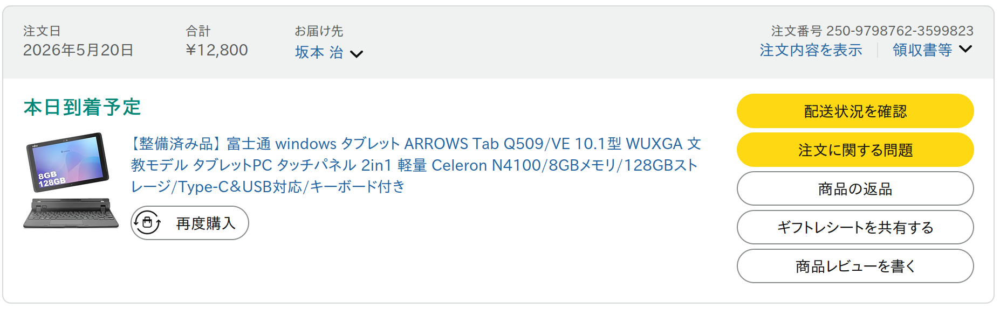 注文日
2026年5月20日
合計
¥12,800
お届け先
坂本 治
注文番号 250-9798762-3599823
注文内容を表示
領収書等
本日到着予定
8GB
128GB
【整備済み品】富士通 windows タブレット ARROWS Tab Q509/VE 10.1型 WUXGA 文
教モデル タブレットPC タッチパネル 2in1 軽量 Celeron N4100/8GBメモリ/128GBスト
レージ/Type-C&USB対応/キーボード付き
再度購入
配送状況を確認
注文に関する問題
商品の返品
ギフトレシートを共有する
商品レビューを書く